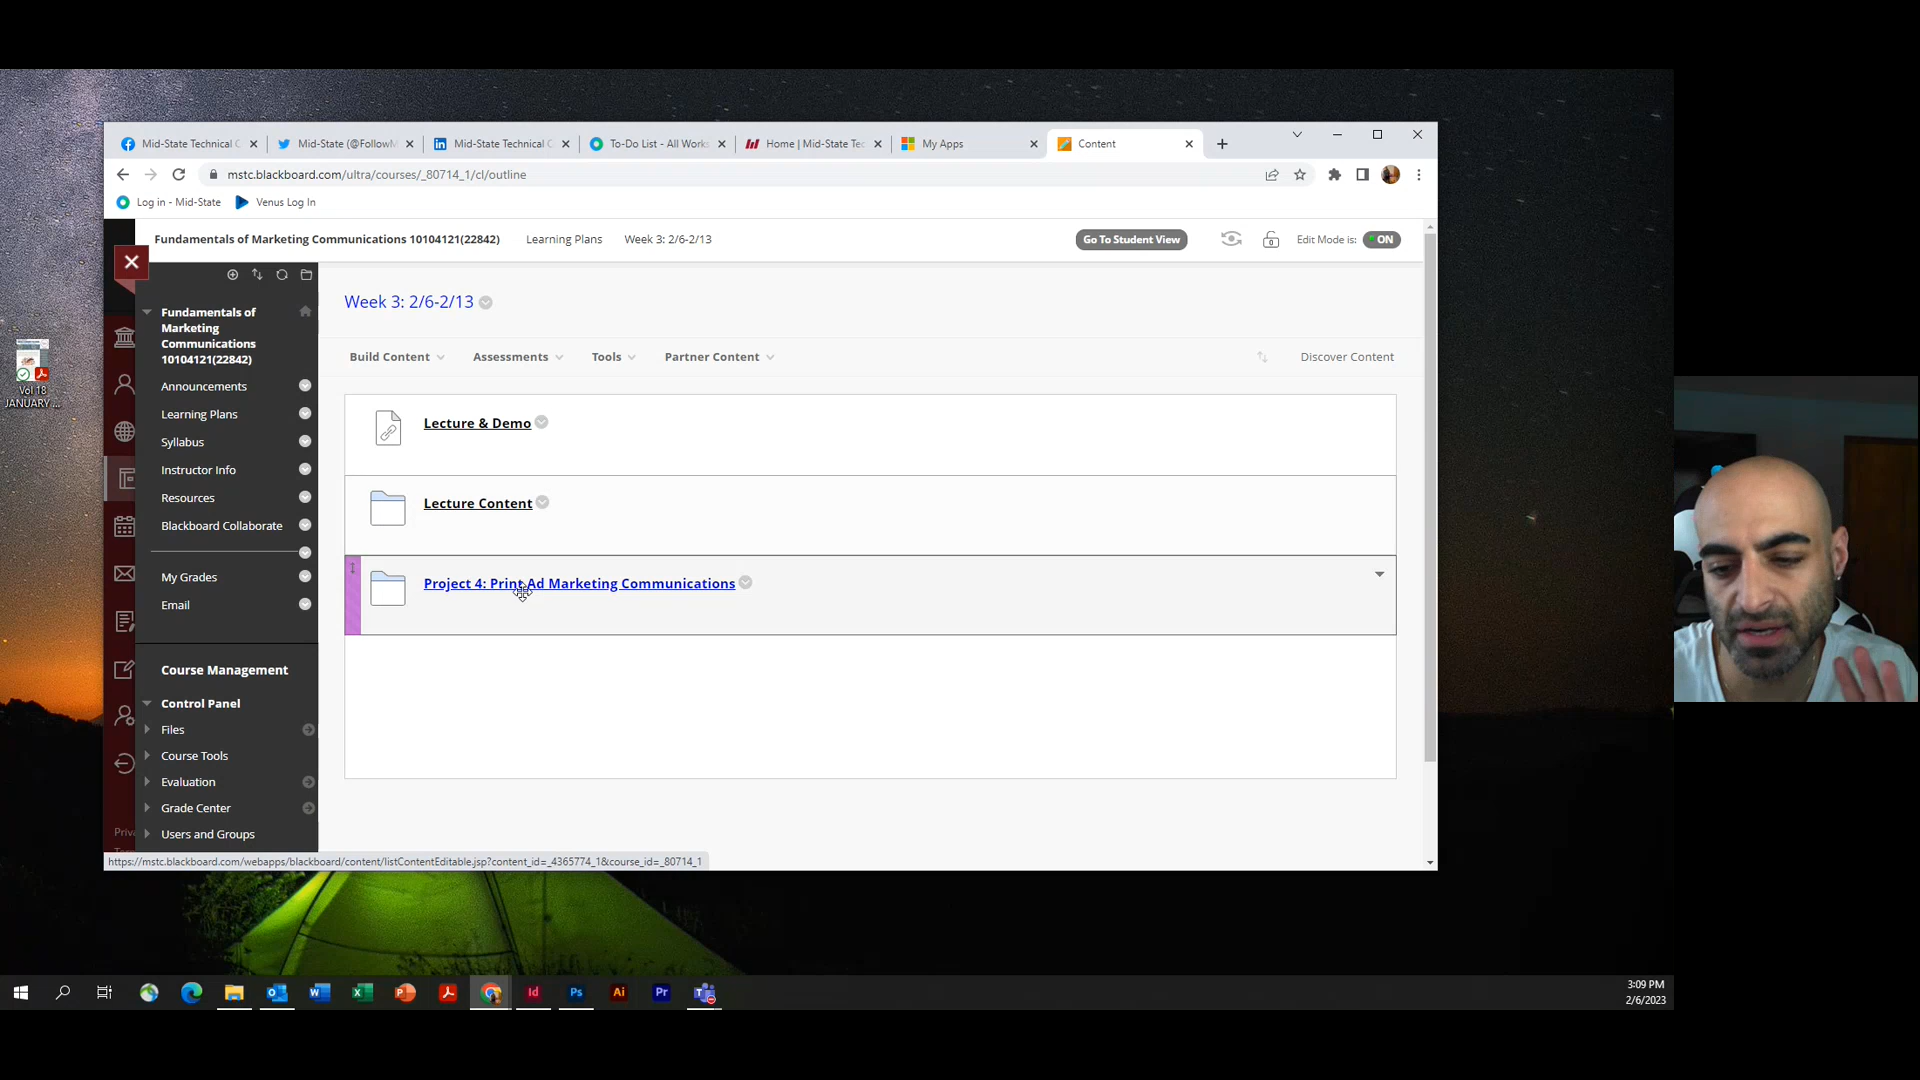 Mid-State Technical C
Mid-State (@FollowM
Mid-State Technical C
To-Do List - All Works
Home | Mid-State Tec
My Apps
Content
mstc.blackboard.com/ultra/courses/_80714_1/cl/outline
Log in - Mid-State
Venus Log In
Fundamentals of Marketing Communications 10104121(22842)
Learning Plans
Week 3: 2/6-2/13
Go To Student View
Edit Mode is:
ON
Fundamentals of
Marketing
Communications
10104121(22842)
Announcements
Learning Plans
Syllabus
Instructor Info
Resources
Blackboard Collaborate
My Grades
Email
Course Management
Control Panel
Files
Course Tools
Evaluation
Grade Center
Users and Groups
Priva
Week 3: 2/6-2/13
Build Content
Assessments
Tools
Partner Content
Discover Content
Lecture & Demo
Lecture Content
Project 4: Print Ad Marketing Communications
https://mstc.blackboard.com/webapps/blackboard/content/listContentEditable.jsp?content_id=_4365774_1&course_id=_80714_1
Vol 18
JANUARY ...
Id
Ps
Ai
Pr
3:09 PM
2/6/2023